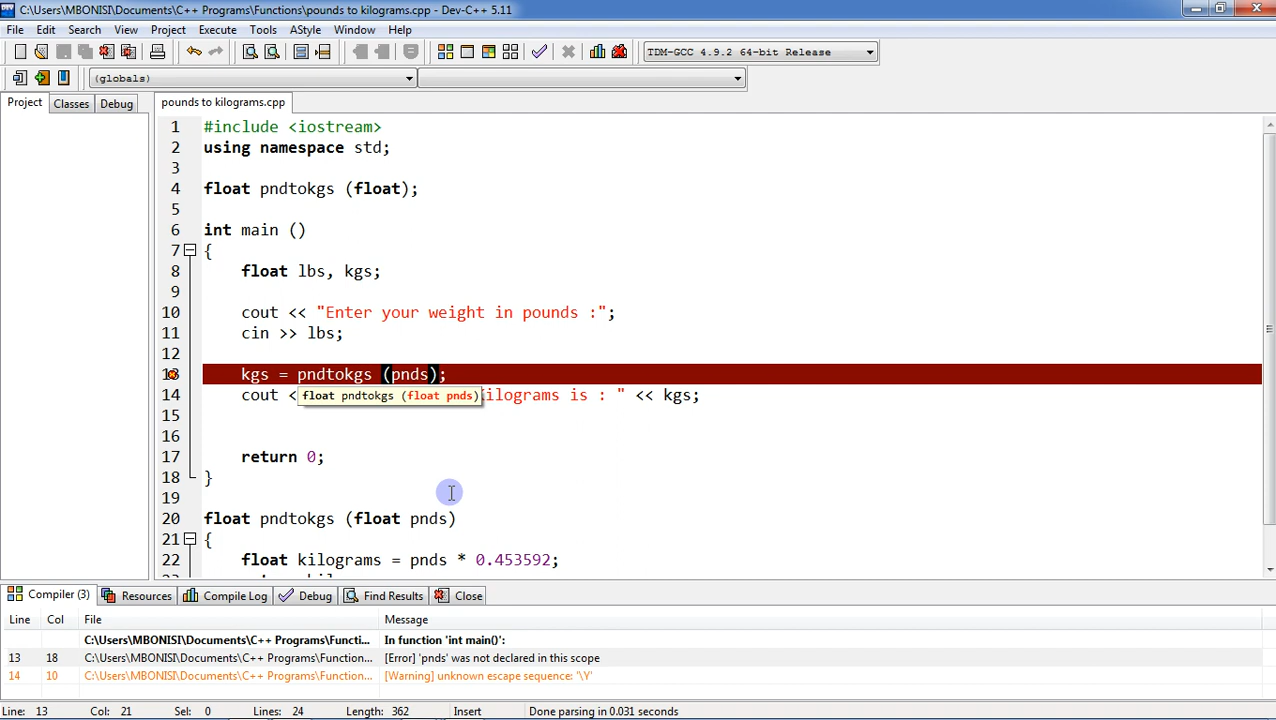 C:\Users\MBONISI\Documents\C++ Programs\Functions\pounds to kilograms.cpp - Dev-C++ 5.11
File Edit Search View Project Execute Tools AStyle Window Help
TDM-GCC 4.9.2 64-bit Release
(globals)
Project Classes Debug pounds to kilograms.cpp
1 #include <iostream>
2 using namespace std;
3
4 float pndtokgs (float);
5
6 int main ()
7 {
8 float lbs, kgs;
9
10 cout << "Enter your weight in pounds :";
11 cin >> lbs;
12
13 kgs = pndtokgs (pnds);
14 cout < float pndtokgs (float pnds) kilograms is : " << kgs;
15
16
17 return 0;
18 }
19
20 float pndtokgs (float pnds)
21 {
22 float kilograms = pnds * 0.453592;
Compiler (3) Resources Compile Log Debug Find Results Close
Line Col File Message
C:\Users\MBONISI\Documents\C++ Programs\Functi... In function 'int main()':
13 18 C:\Users\MBONISI\Documents\C++ Programs\Function... [Error] 'pnds' was not declared in this scope
14 10 C:\Users\MBONISI\Documents\C++ Programs\Function... [Warning] unknown escape sequence: '\Y'
Line: 13 Col: 21 Sel: 0 Lines: 24 Length: 362 Insert Done parsing in 0.031 seconds